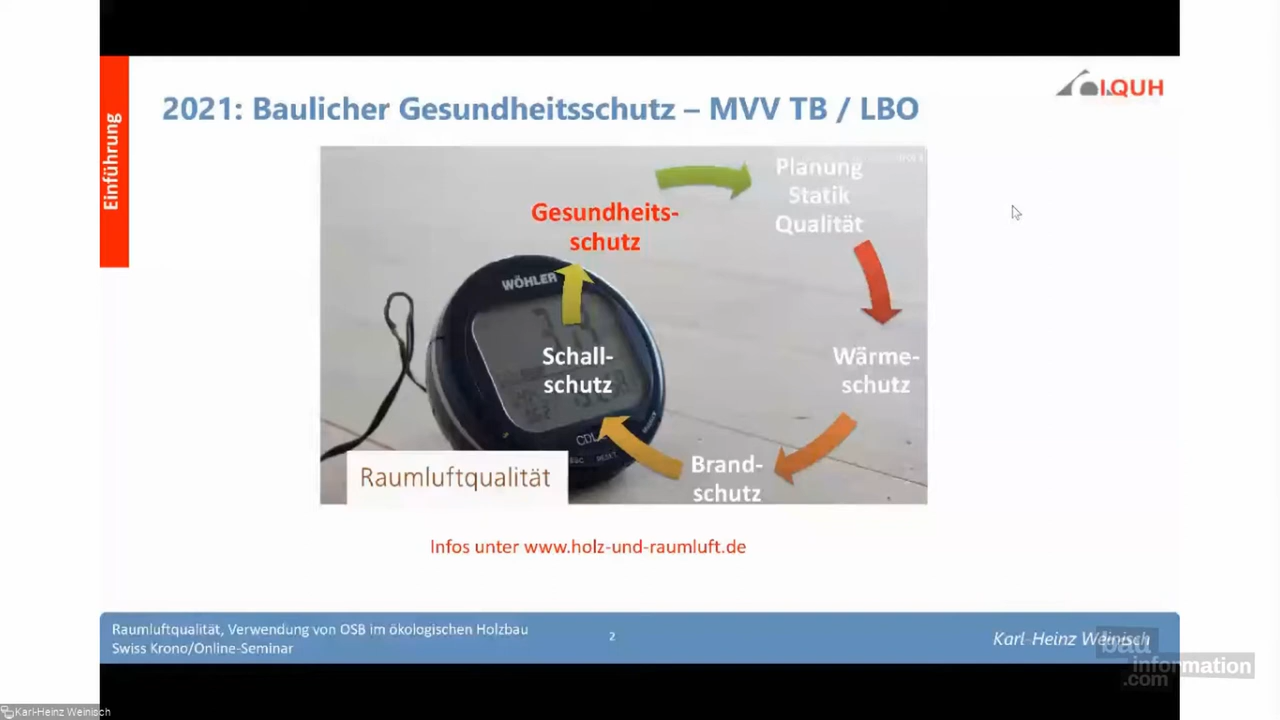 Einführung
2021: Baulicher Gesundheitsschutz – MVV TB / LBO
IQUH
Planung
Statik
Qualität
Gesundheits-
schutz
WÖHLER
Schall-
schutz
Wärme-
schutz
Brand-
schutz
Raumluftqualität
Infos unter www.holz-und-raumluft.de
Raumluftqualität, Verwendung von OSB im ökologischen Holzbau
Swiss Krono/Online-Seminar
2
Karl-Heinz Weinisch
bau
information
.com
Karl-Heinz Weinisch